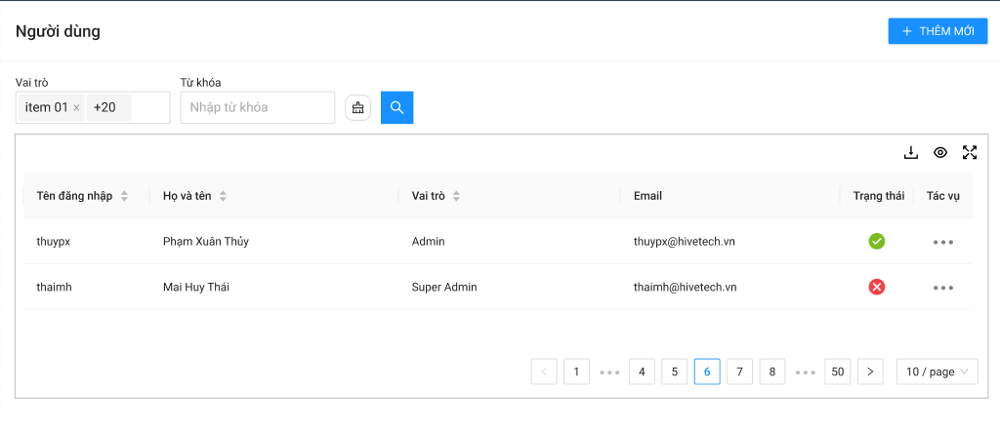 Người dùng
+ THÊM MỚI
Vai trò Từ khóa
item 01 × +20 Nhập từ khóa
Tên đăng nhập Họ và tên Vai trò Email Trạng thái Tác vụ
thuypx Phạm Xuân Thủy Admin thuypx@hivetech.vn •••
thaimh Mai Huy Thái Super Admin thaimh@hivetech.vn •••
< 1 ••• 4 5 6 7 8 ••• 50 > 10 / page